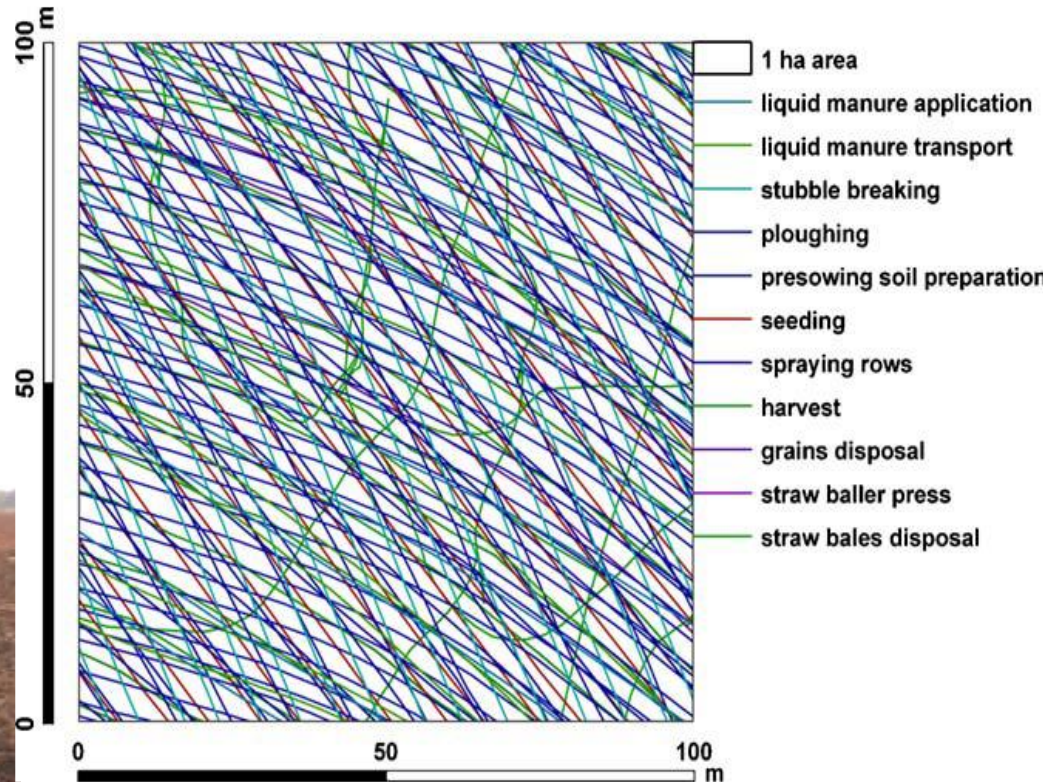 100 m
50
0
0
50
100
m
1 ha area
liquid manure application
liquid manure transport
stubble breaking
ploughing
presowing soil preparation
seeding
spraying rows
harvest
grains disposal
straw baller press
straw bales disposal